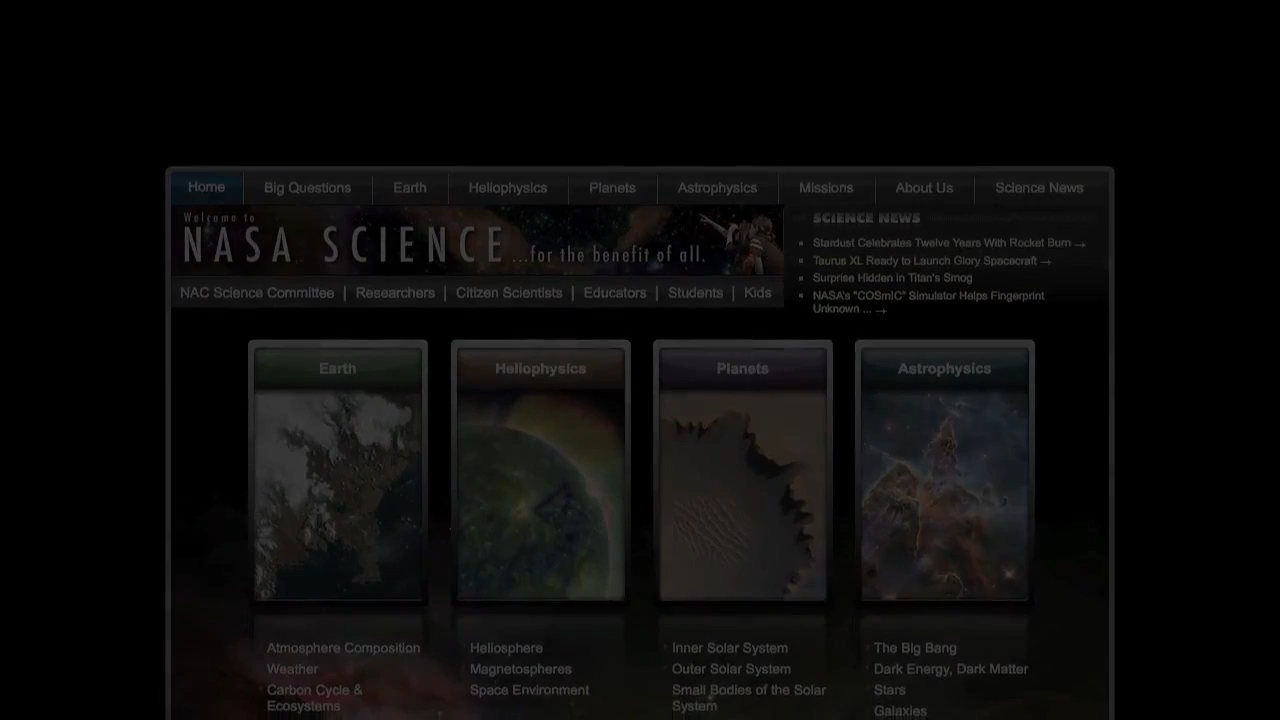 Home Big Questions Earth Heliophysics Planets Astrophysics Missions About Us Science News
Welcome to
NASA SCIENCE ...for the benefit of all.
NAC Science Committee | Researchers | Citizen Scientists | Educators | Students | Kids
SCIENCE NEWS
Stardust Celebrates Twelve Years With Rocket Burn →
Taurus XL Ready to Launch Glory Spacecraft →
Surprise Hidden in Titan's Smog
NASA's "COSmIC" Simulator Helps Fingerprint
Unknown ... →
Earth
Atmosphere Composition
Weather
Carbon Cycle &
Ecosystems
Heliophysics
Heliosphere
Magnetospheres
Space Environment
Planets
Inner Solar System
Outer Solar System
Small Bodies of the Solar
System
Astrophysics
The Big Bang
Dark Energy, Dark Matter
Stars
Galaxies